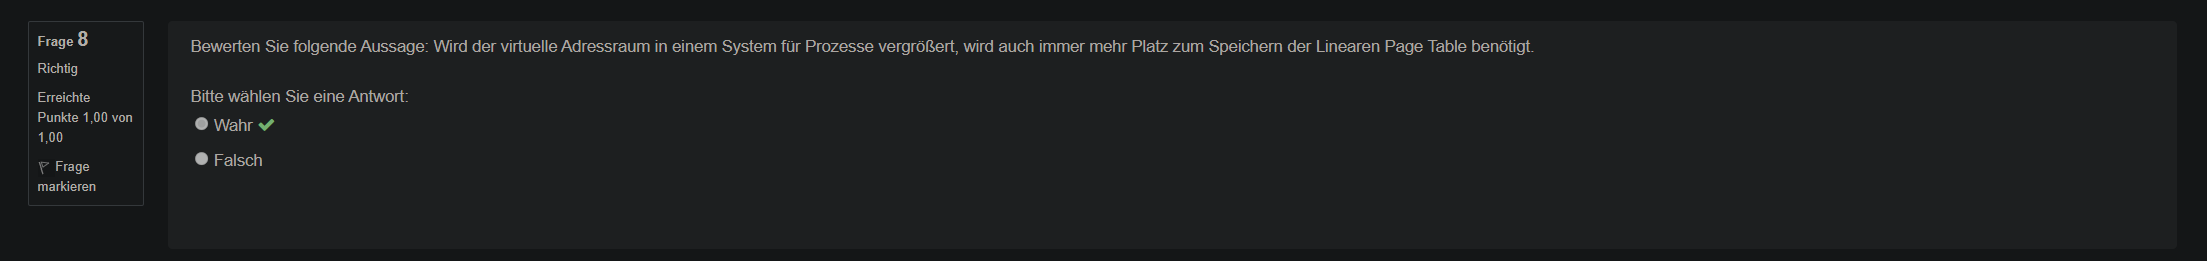 Frage 8
Richtig
Erreichte
Punkte 1,00 von
1,00
Frage
markieren
Bewerten Sie folgende Aussage: Wird der virtuelle Adressraum in einem System für Prozesse vergrößert, wird auch immer mehr Platz zum Speichern der Linearen Page Table benötigt.
Bitte wählen Sie eine Antwort:
Wahr
Falsch